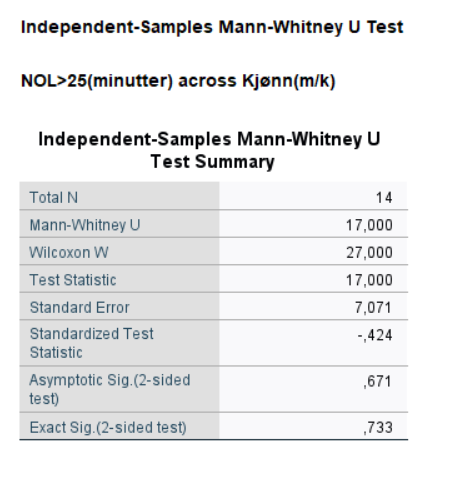 Independent-Samples Mann-Whitney U Test
NOL>25(minutter) across Kjønn(m/k)
Independent-Samples Mann-Whitney U
Test Summary
Total N 14
Mann-Whitney U 17,000
Wilcoxon W 27,000
Test Statistic 17,000
Standard Error 7,071
Standardized Test -,424
Statistic
Asymptotic Sig.(2-sided ,671
test)
Exact Sig.(2-sided test) ,733